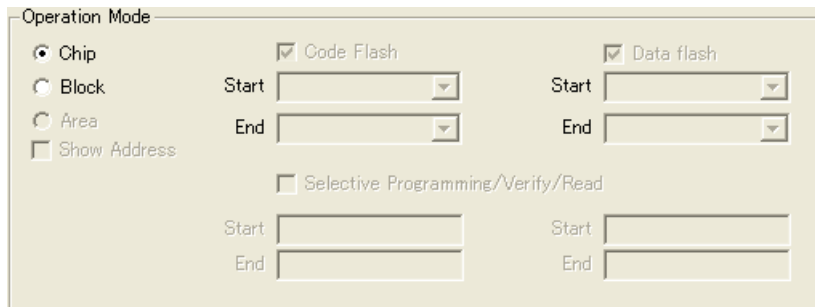 Operation Mode
Chip Code Flash Data flash
Block Start Start
Area End End
Show Address
Selective Programming/Verify/Read
Start Start
End End